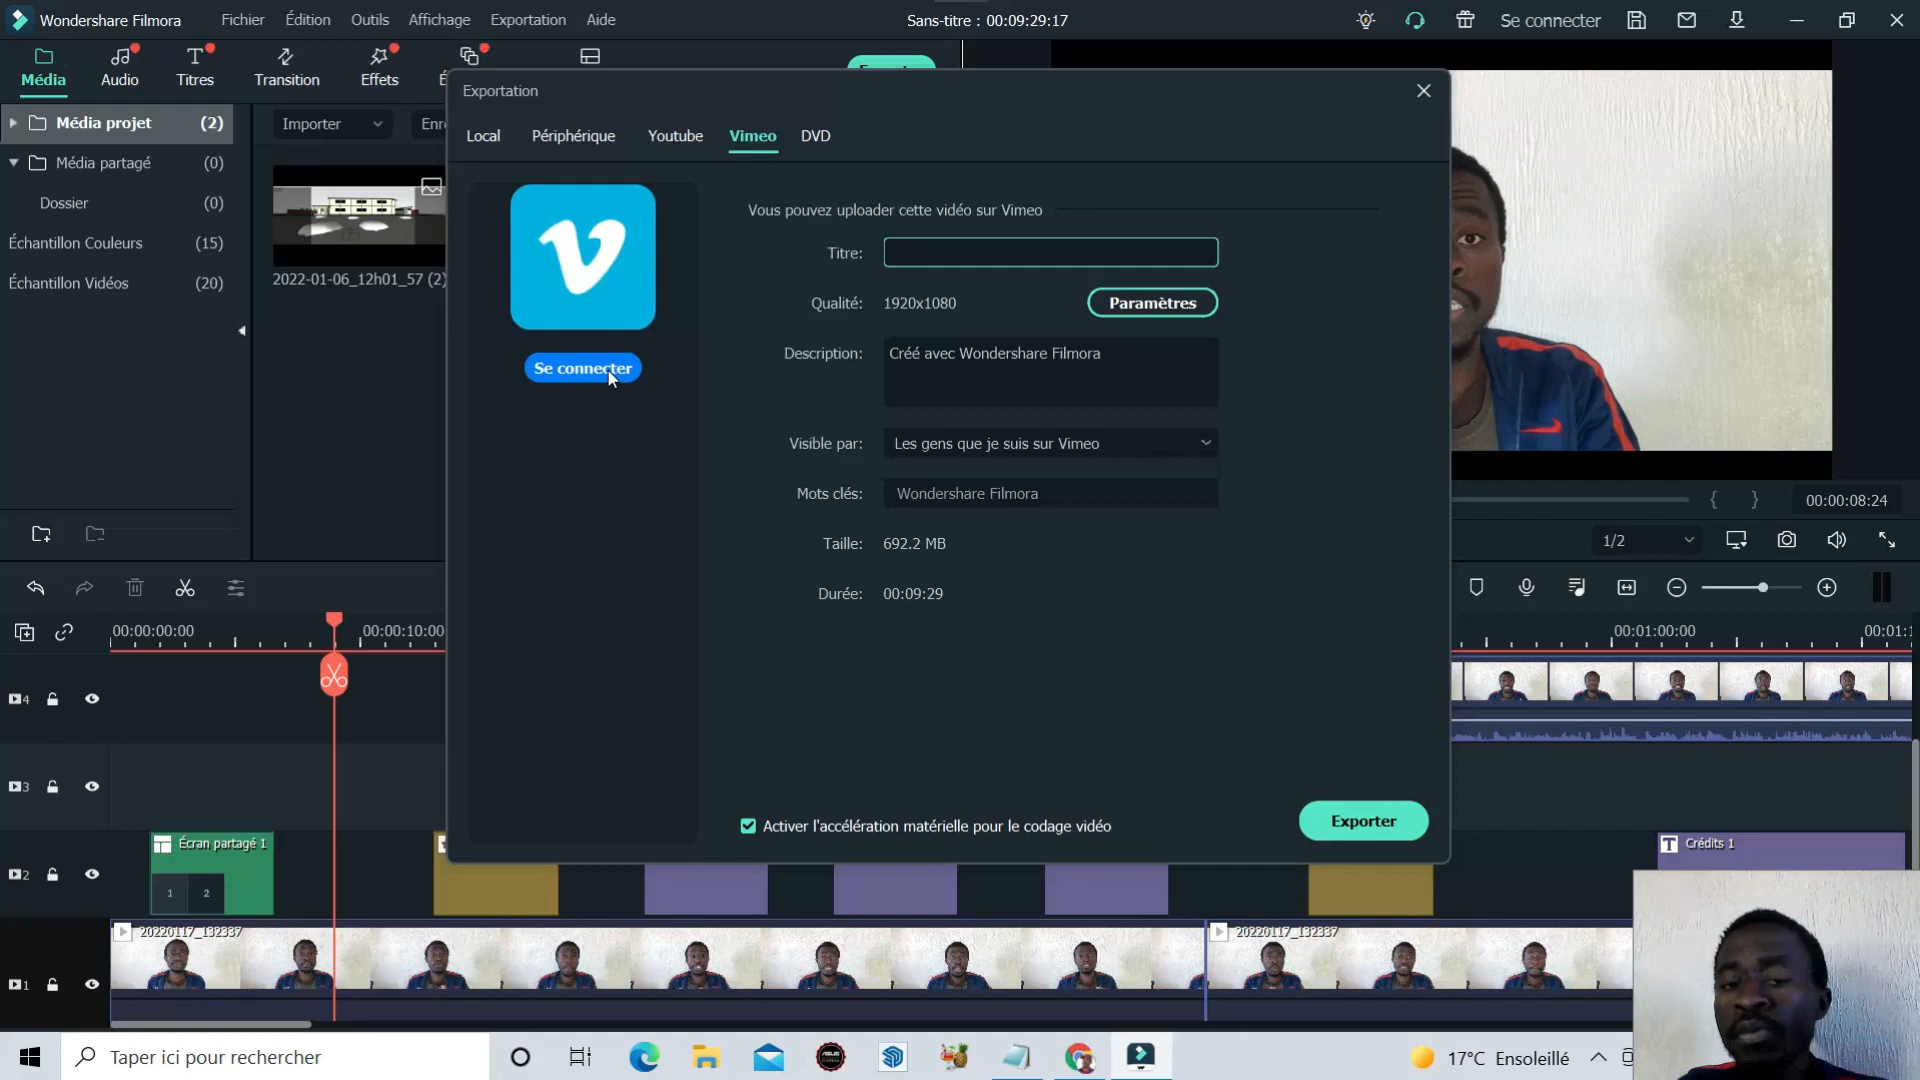 Wondershare Filmora
Fichier
Édition
Outils
Affichage
Exportation
Aide
Sans-titre : 00:09:29:17
Se connecter
Média
Audio
Titres
Transition
Effets
Média projet (2)
Média partagé (0)
Dossier (0)
Échantillon Couleurs (15)
Échantillon Vidéos (20)
Importer
2022-01-06_12h01_57 (2)
Exportation
Local
Périphérique
Youtube
Vimeo
DVD
Se connecter
Vous pouvez uploader cette vidéo sur Vimeo
Titre:
Qualité: 1920x1080
Paramètres
Description: Créé avec Wondershare Filmora
Visible par: Les gens que je suis sur Vimeo
Mots clés: Wondershare Filmora
Taille: 692.2 MB
Durée: 00:09:29
Activer l'accélération matérielle pour le codage vidéo
Exporter
00:00:08:24
1/2
00:00:00:00
00:00:10:00
00:01:00:00
4
3
2
1
Écran partagé 1
1
2
Crédits 1
20220117_132337
20220117_132337
Taper ici pour rechercher
17°C Ensoleillé